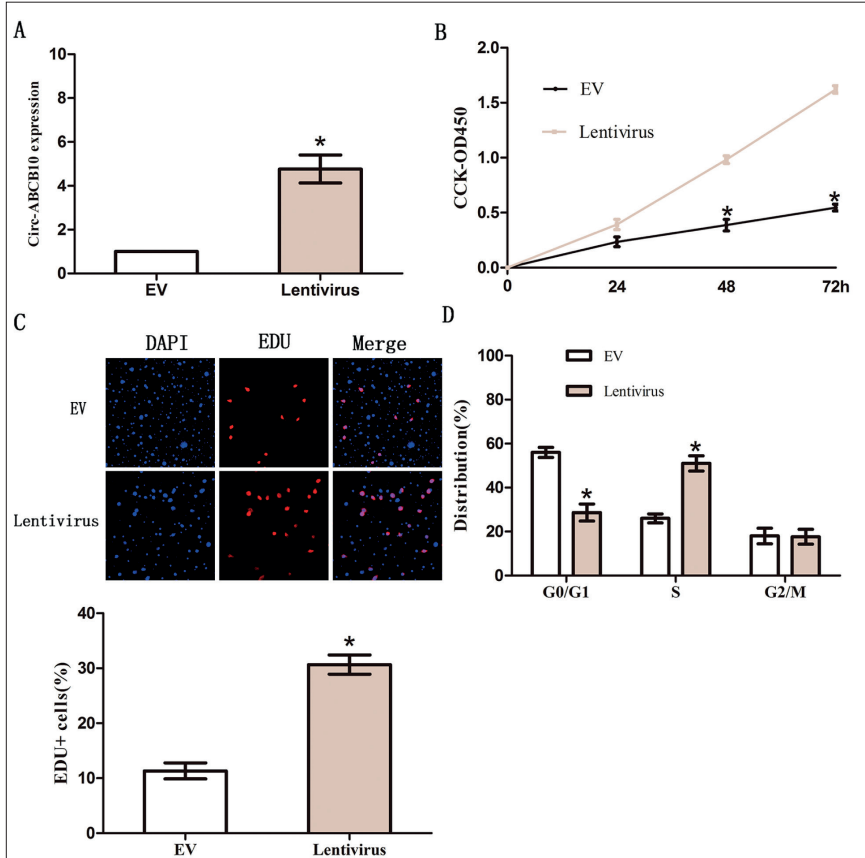 A
Circ-ABCB10 expression
10
8
6
4
2
0
*
EV
Lentivirus
B
CCK-OD450
2.0
1.5
1.0
0.5
0.0
EV
Lentivirus
*
*
0
24
48
72h
C
DAPI
EDU
Merge
EV
Lentivirus
EDU+ cells(%)
40
30
20
10
0
*
EV
Lentivirus
D
Distribution(%)
100
80
60
40
20
0
EV
Lentivirus
*
*
G0/G1
S
G2/M